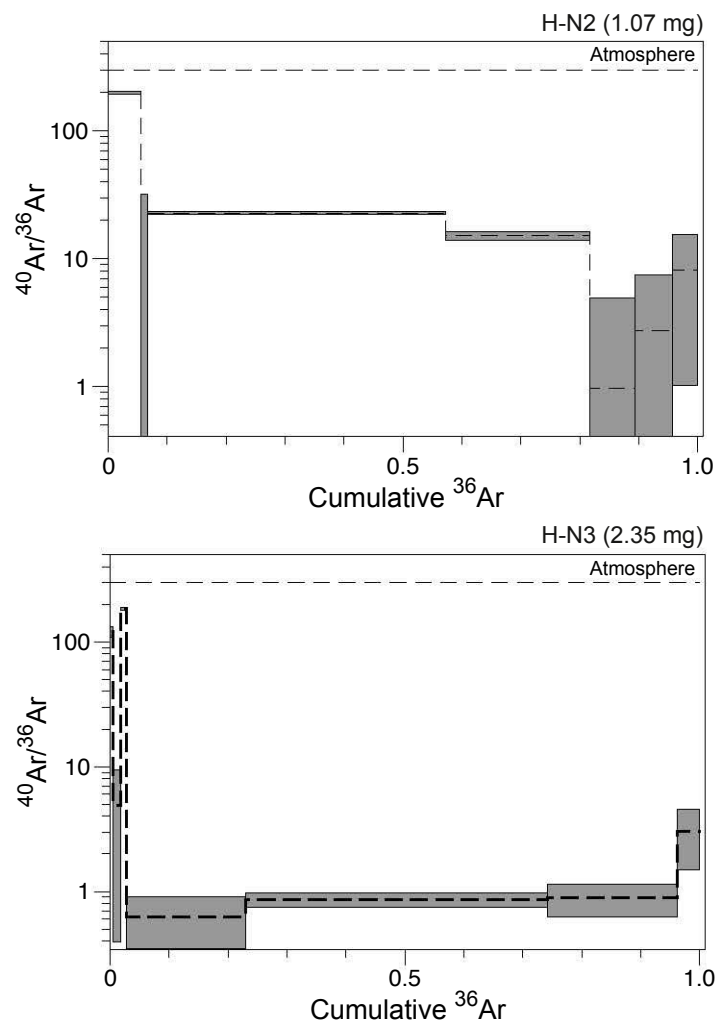 H-N2 (1.07 mg)
Atmosphere
100
10
1
⁴⁰Ar/³⁶Ar
0
0.5
1.0
Cumulative ³⁶Ar
H-N3 (2.35 mg)
Atmosphere
100
10
1
⁴⁰Ar/³⁶Ar
0
0.5
1.0
Cumulative ³⁶Ar